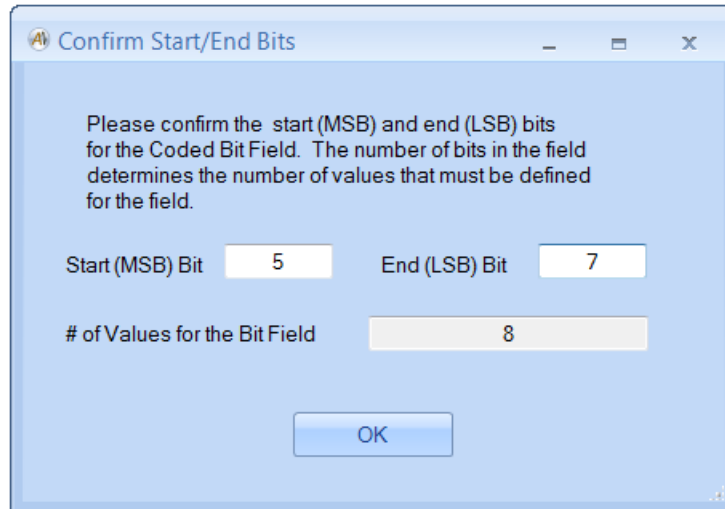 Confirm Start/End Bits
Please confirm the start (MSB) and end (LSB) bits
for the Coded Bit Field. The number of bits in the field
determines the number of values that must be defined
for the field.
Start (MSB) Bit 5 End (LSB) Bit 7
# of Values for the Bit Field 8
OK